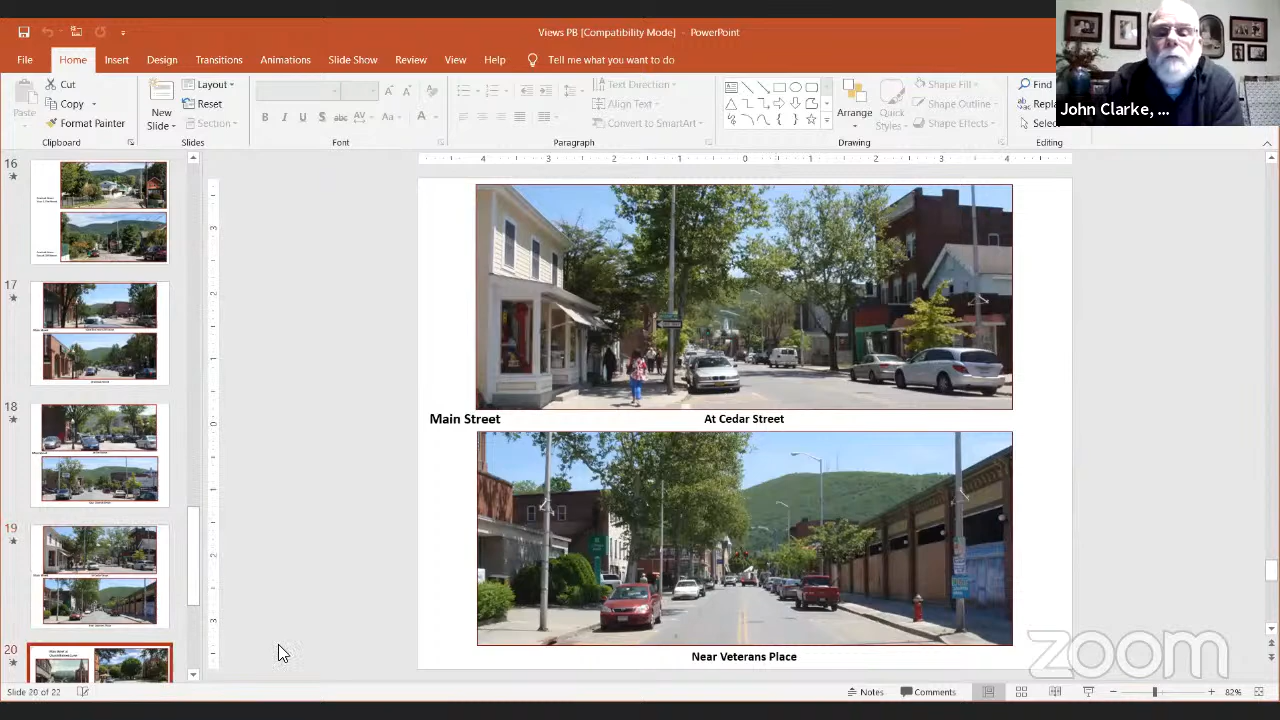 Views PB [Compatibility Mode] - PowerPoint
File Home Insert Design Transitions Animations Slide Show Review View Help Tell me what you want to do
Cut
Copy
Format Painter
Paste
Clipboard
New Slide
Layout
Reset
Section
Slides
Font
Text Direction
Align Text
Convert to SmartArt
Paragraph
Arrange
Quick Styles
Shape Fill
Shape Outline
Shape Effects
Drawing
Find
Editing
John Clarke, ...
16
17
18
19
20
Main Street
At Cedar Street
Near Veterans Place
zoom
Slide 20 of 22
Notes
Comments
82%